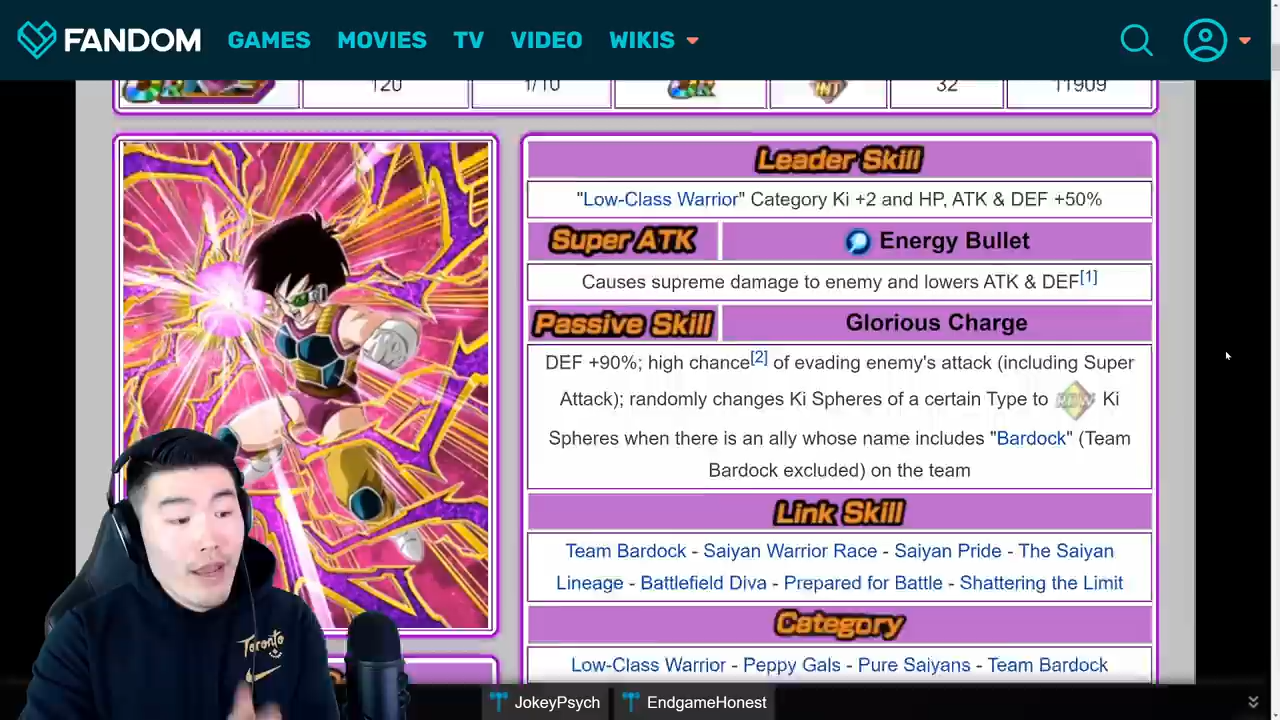 FANDOM GAMES MOVIES TV VIDEO WIKIS
120 1/10 INT 32 11909
Leader Skill
"Low-Class Warrior" Category Ki +2 and HP, ATK & DEF +50%
Super ATK Energy Bullet
Causes supreme damage to enemy and lowers ATK & DEF[1]
Passive Skill Glorious Charge
DEF +90%; high chance[2] of evading enemy's attack (including Super
Attack); randomly changes Ki Spheres of a certain Type to RBW Ki
Spheres when there is an ally whose name includes "Bardock" (Team
Bardock excluded) on the team
Link Skill
Team Bardock - Saiyan Warrior Race - Saiyan Pride - The Saiyan
Lineage - Battlefield Diva - Prepared for Battle - Shattering the Limit
Category
Low-Class Warrior - Peppy Gals - Pure Saiyans - Team Bardock
Toronto
JokeyPsych EndgameHonest